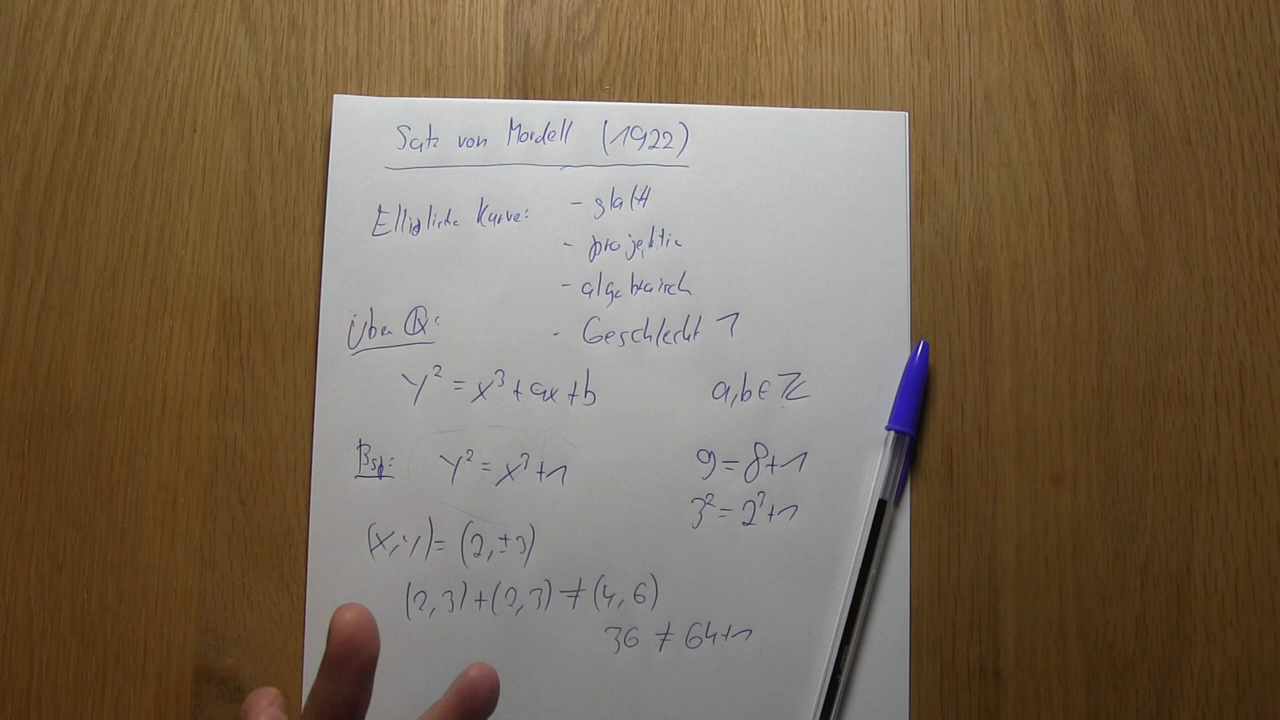 Satz von Mordell (1922)
Elliptische Kurve: - glatt
- projektiv
- algebraisch
- Geschlecht 1
Über ℚ:
y² = x³ + ax + b a, b ∈ ℤ
Bsp: y² = x³ + 1 9 = 8 + 1
3² = 2³ + 1
(x, y) = (2, ±3)
(2, 3) + (2, 3) ≠ (4, 6)
36 ≠ 64 + 1